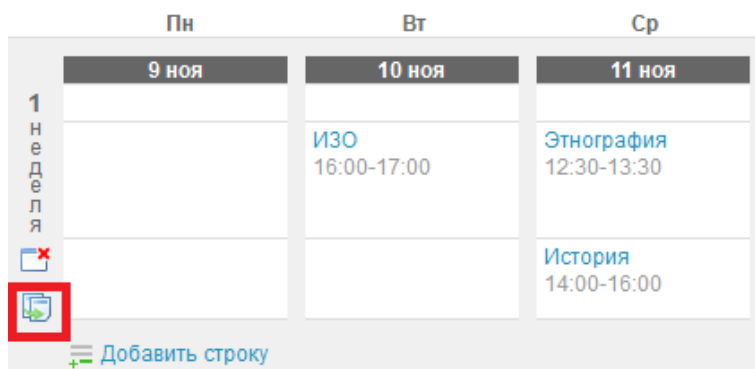 Пн Вт Ср
9 ноя 10 ноя 11 ноя
1
неделя
ИЗО Этнография
16:00-17:00 12:30-13:30
История
14:00-16:00
Добавить строку